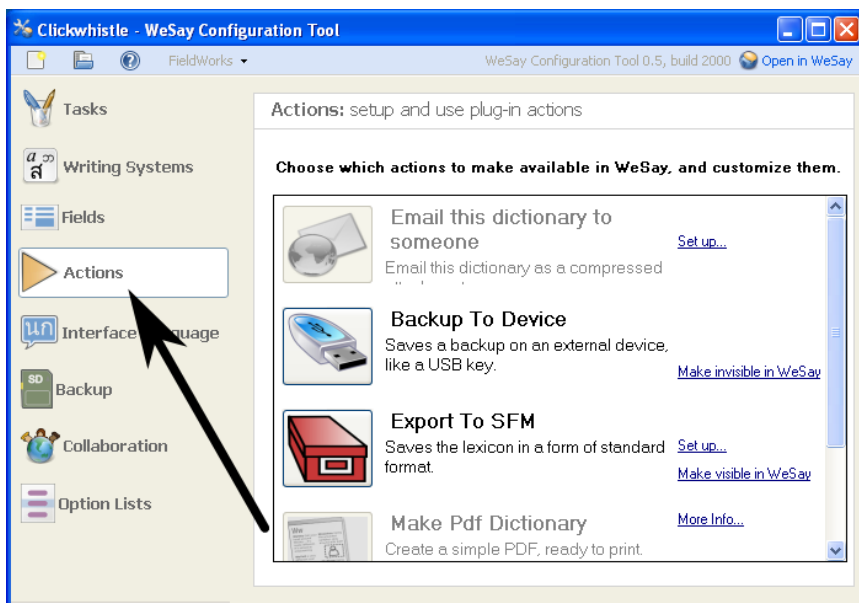 Clickwhistle - WeSay Configuration Tool
FieldWorks
WeSay Configuration Tool 0.5, build 2000
Open in WeSay
Tasks
Writing Systems
Fields
Actions
Interface
Backup
SD
Collaboration
Option Lists
Actions: setup and use plug-in actions
Choose which actions to make available in WeSay, and customize them.
Email this dictionary to
someone
Set up...
Email this dictionary as a compressed
Backup To Device
Saves a backup on an external device,
like a USB key.
Make invisible in WeSay
Export To SFM
Saves the lexicon in a form of standard
format.
Set up...
Make visible in WeSay
Make Pdf Dictionary
More Info...
Create a simple PDF, ready to print.